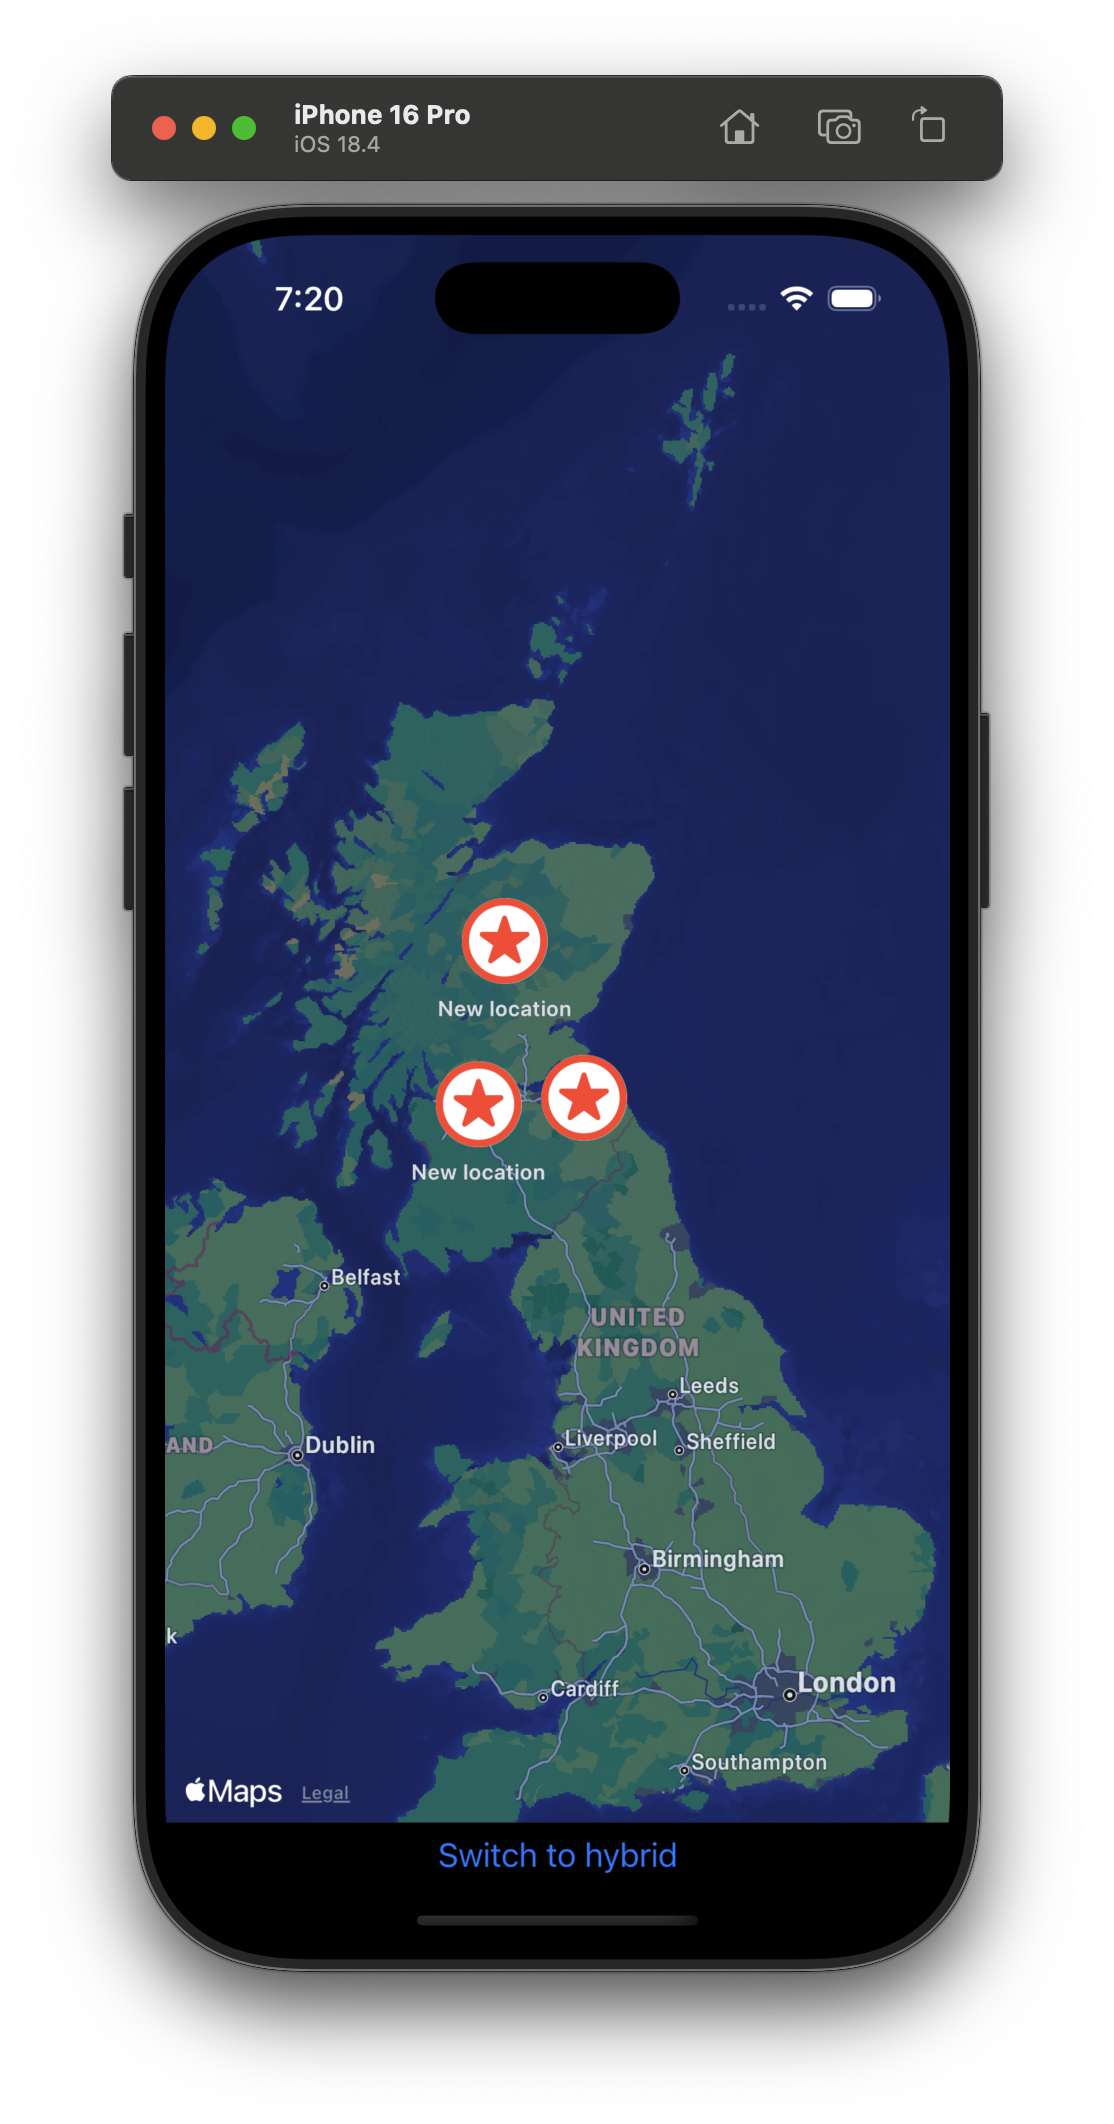 iPhone 16 Pro
iOS 18.4
7:20
New location
New location
Belfast
UNITED
KINGDOM
Leeds
Liverpool
Sheffield
AND
Dublin
Birmingham
k
London
Cardiff
Southampton
Maps Legal
Switch to hybrid